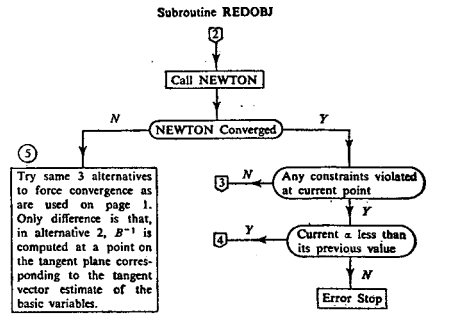 Subroutine REDOBJ
2
Call NEWTON
N
Y
NEWTON Converged
5
Try same 3 alternatives
to force convergence as
are used on page 1.
Only difference is that,
in alternative 2, B⁻¹ is
computed at a point on
the tangent plane corres-
ponding to the tangent
vector estimate of the
basic variables.
3
N
Any constraints violated
at current point
Y
4
Y
Current α less than
its previous value
N
Error Stop